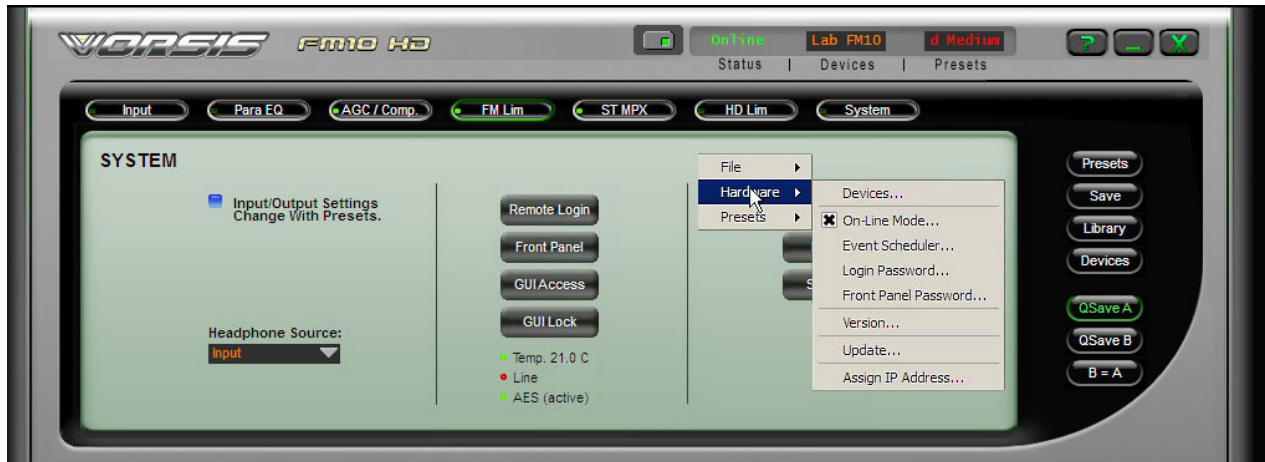 VORSIS FM10 HD
Online Lab FM10 d Medium
Status | Devices | Presets
? _ X
Input Para EQ AGC / Comp. FM Lim ST MPX HD Lim System
SYSTEM
Input/Output Settings
Change With Presets.
Headphone Source:
Input
Remote Login
Front Panel
GUI Access
GUI Lock
Temp. 21.0 C
Line
AES (active)
File
Hardware
Presets
S
Devices...
On-Line Mode...
Event Scheduler...
Login Password...
Front Panel Password...
Version...
Update...
Assign IP Address...
Presets
Save
Library
Devices
QSave A
QSave B
B = A